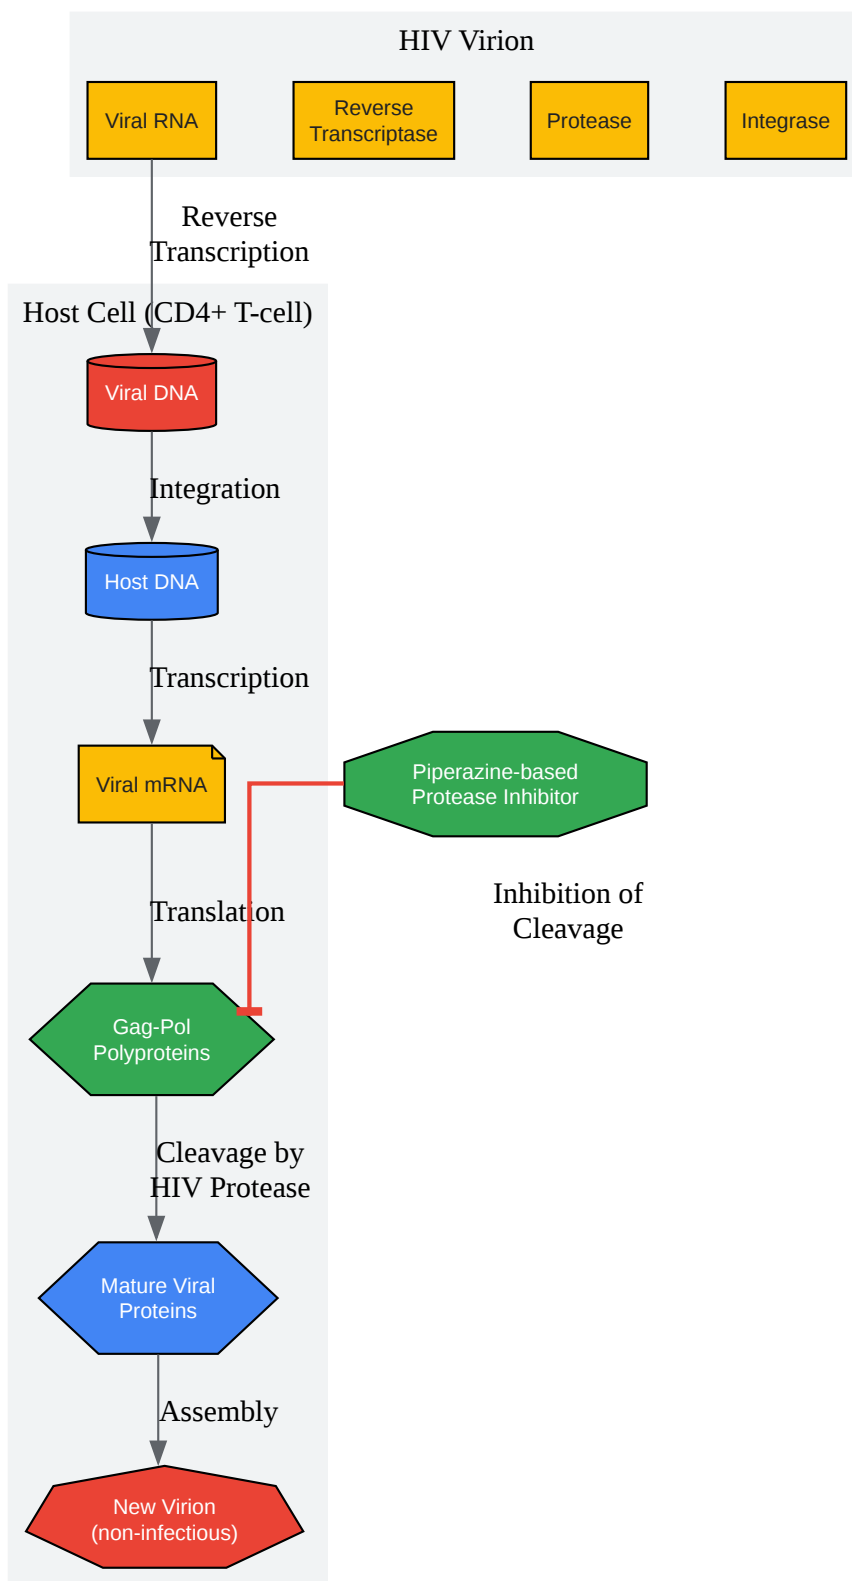 HIV Virion
Viral RNA
Reverse
Transcriptase
Protease
Integrase
Reverse
Transcription
Host Cell (CD4+ T-cell)
Viral DNA
Integration
Host DNA
Transcription
Viral mRNA
Piperazine-based
Protease Inhibitor
Translation
Inhibition of
Cleavage
Gag-Pol
Polyproteins
Cleavage by
HIV Protease
Mature Viral
Proteins
Assembly
New Virion
(non-infectious)